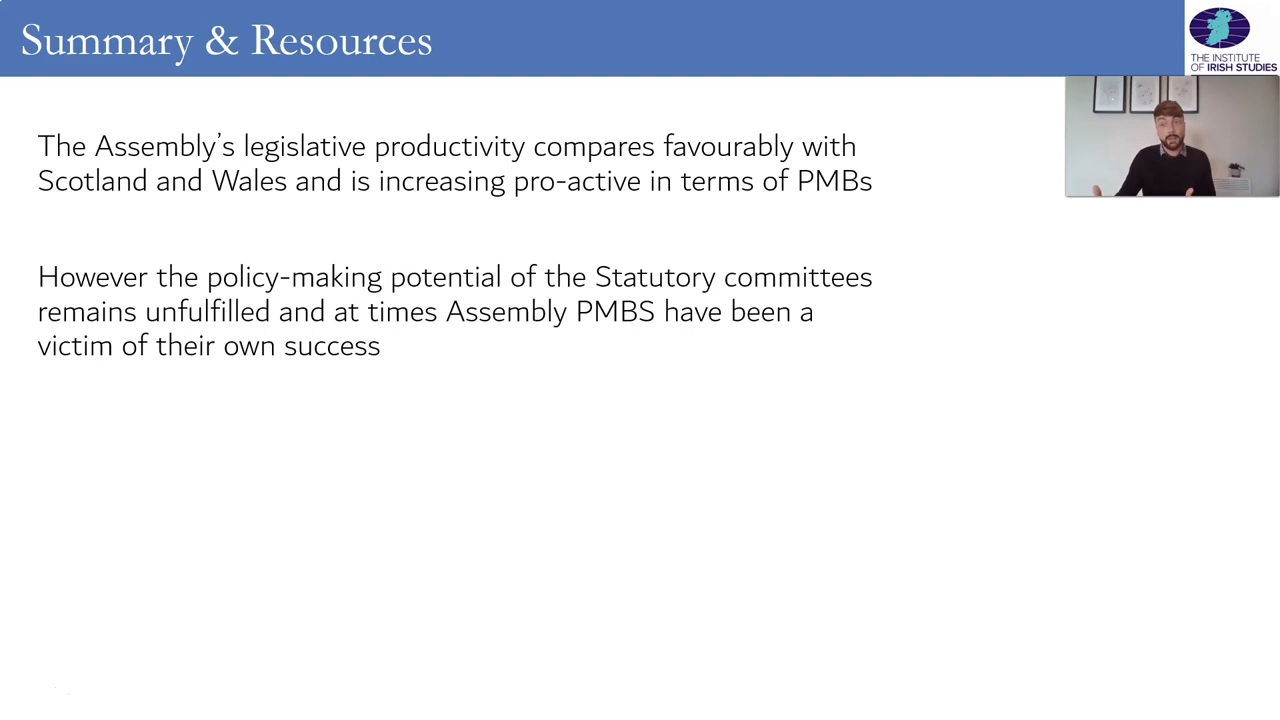 Summary & Resources
THE INSTITUTE
OF IRISH STUDIES
The Assembly’s legislative productivity compares favourably with
Scotland and Wales and is increasing pro-active in terms of PMBs
However the policy-making potential of the Statutory committees
remains unfulfilled and at times Assembly PMBS have been a
victim of their own success